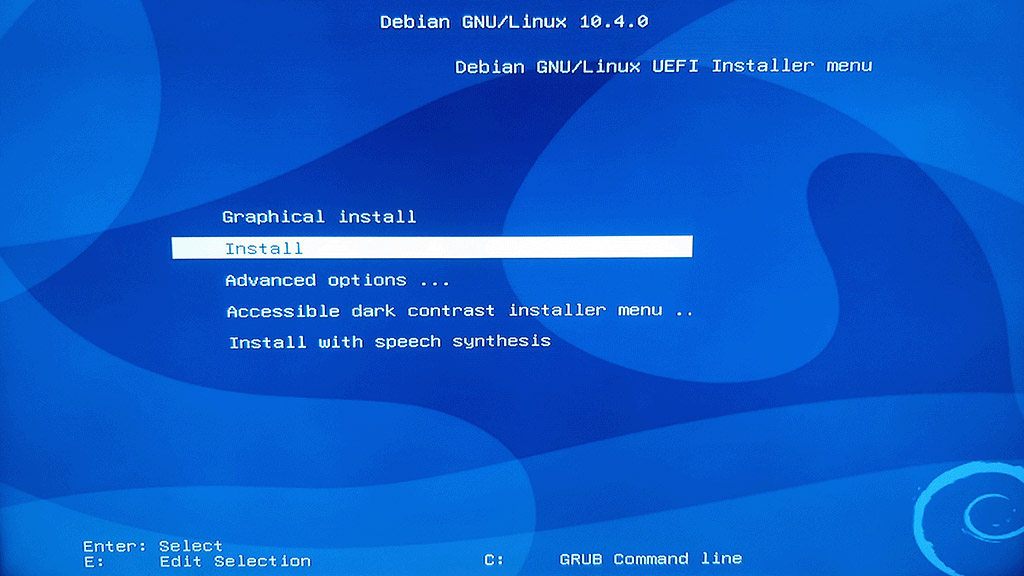 Debian GNU/Linux 10.4.0
Debian GNU/Linux UEFI Installer menu
Graphical install
Install
Advanced options ...
Accessible dark contrast installer menu ..
Install with speech synthesis
Enter: Select
E: Edit Selection C: GRUB Command line